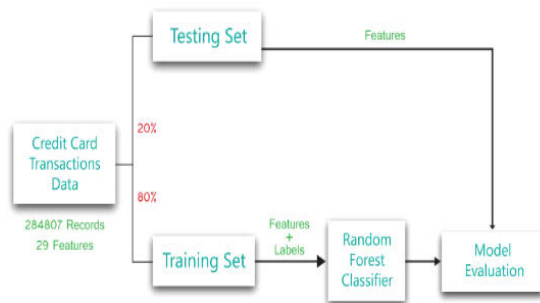 Testing Set
Features
20%
Credit Card
Transactions
Data
80%
284807 Records
29 Features
Training Set
Features
+
Labels
Random
Forest
Classifier
Model
Evaluation